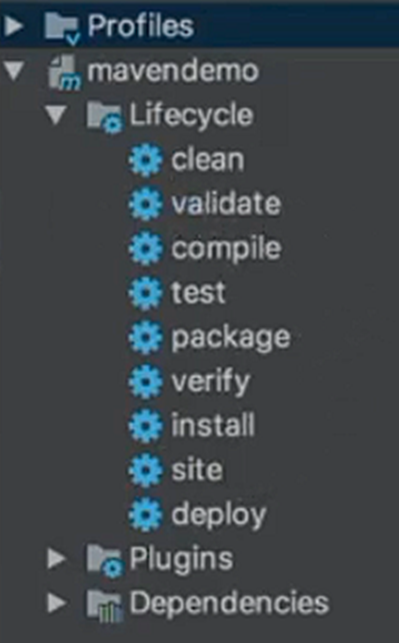 Profiles
mavendemo
Lifecycle
clean
validate
compile
test
package
verify
install
site
deploy
Plugins
Dependencies